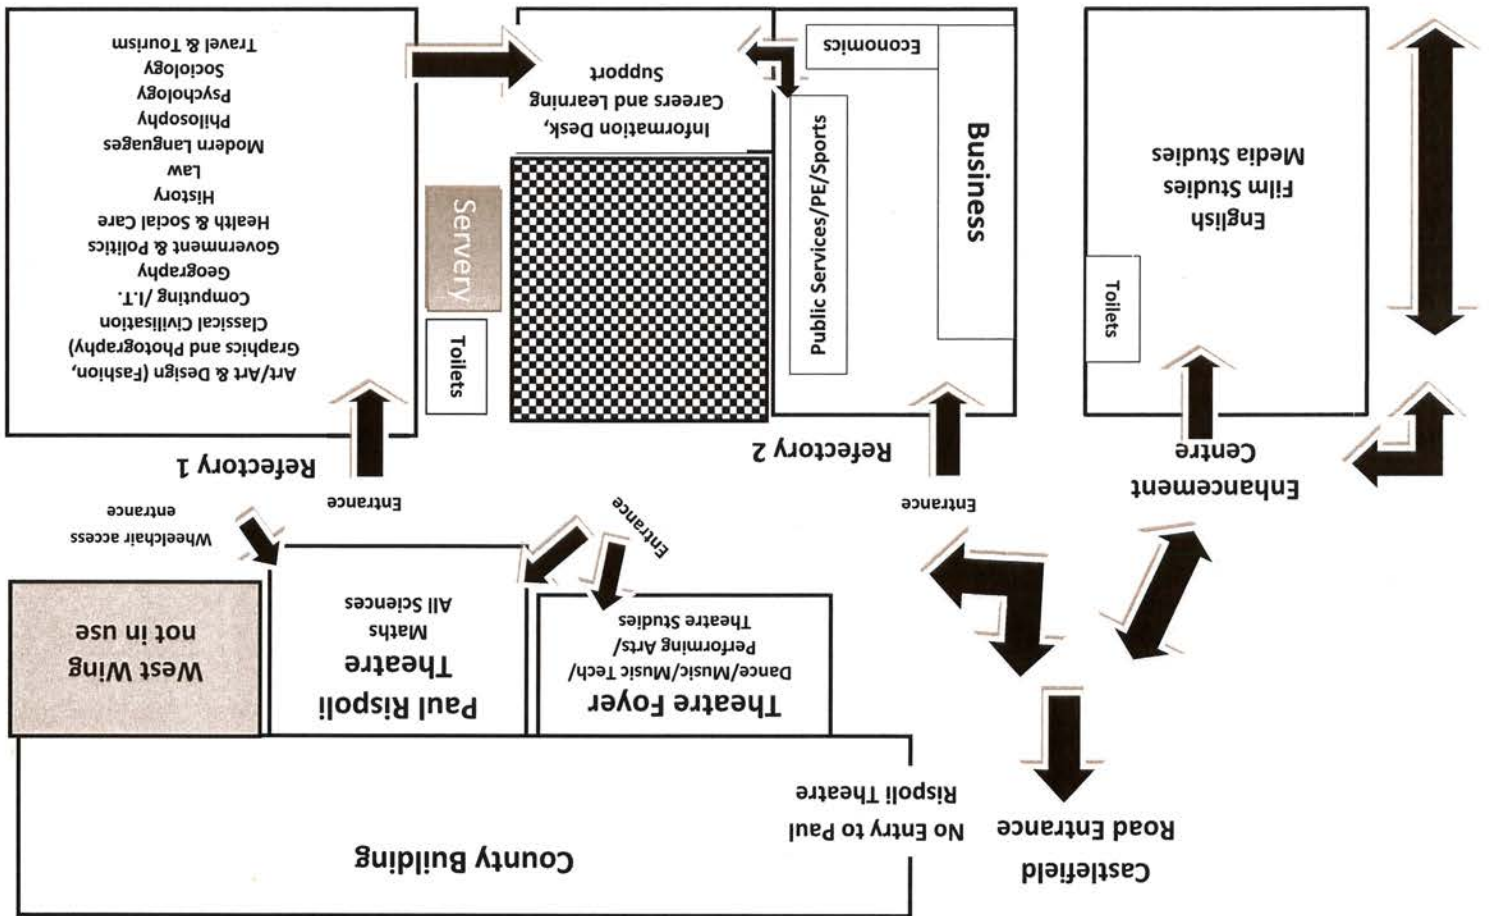 Castlefield
Road Entrance
No Entry to Paul
Rispoli Theatre
County Building
Theatre Foyer
Dance/Music/Music Tech/
Performing Arts/
Theatre Studies
Paul Rispoli
Theatre
Maths
All Sciences
West Wing
not in use
Entrance
Wheelchair access
entrance
Enhancement
Centre
Entrance
Refectory 2
Entrance
Refectory 1
Toilets
English
Film Studies
Media Studies
Business
Public Services/PE/Sports
Economics
Information Desk,
Careers and Learning
Support
Toilets
Servery
Art/Art & Design (Fashion,
Graphics and Photography)
Classical Civilisation
Computing /I.T.
Geography
Government & Politics
Health & Social Care
History
Law
Modern Languages
Philosophy
Psychology
Sociology
Travel & Tourism